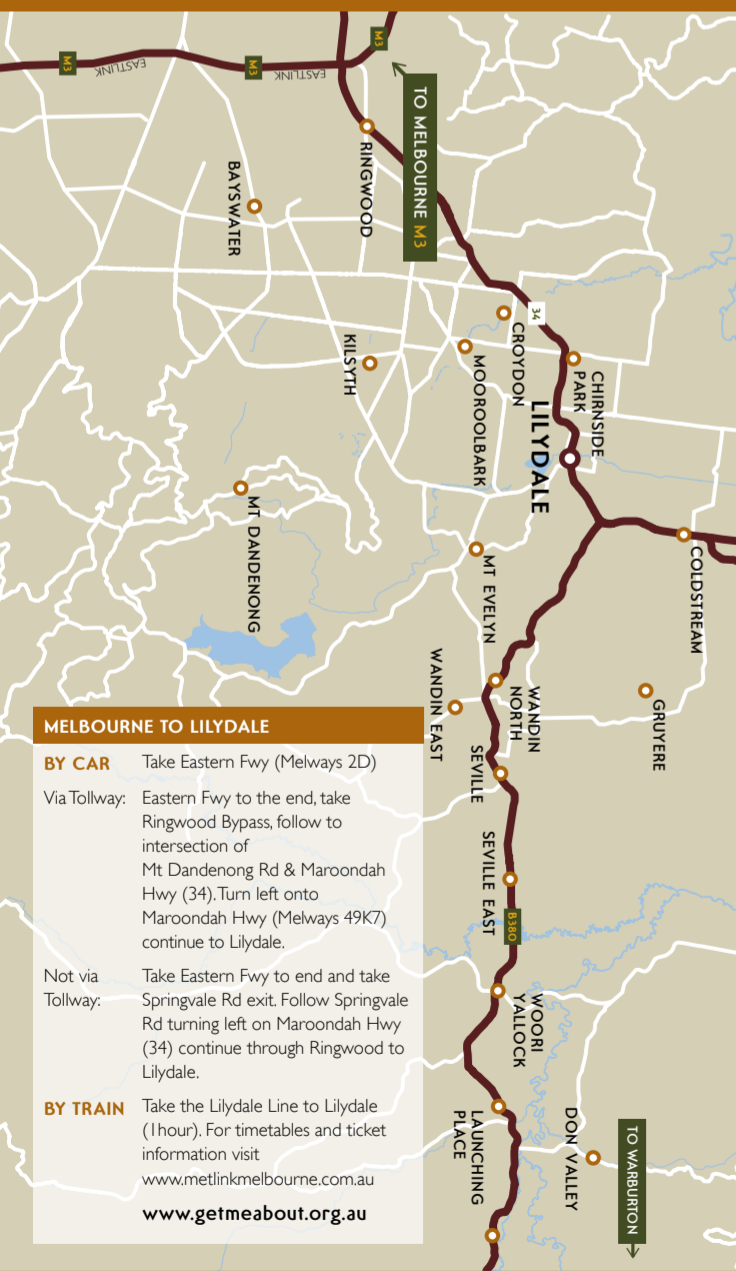 M3
EASTLINK
M3
EASTLINK
M3
TO MELBOURNE M3
RINGWOOD
BAYSWATER
34
CROYDON
KILSYTH
MOOROOLBARK
CHIRNSIDE
PARK
LILYDALE
MT DANDENONG
MT EVELYN
COLDSTREAM
WANDIN EAST
WANDIN
NORTH
GRUYERE
SEVILLE
SEVILLE EAST
B380
WOORI
YALLOCK
LAUNCHING
PLACE
DON VALLEY
TO WARBURTON
MELBOURNE TO LILYDALE
BY CAR Take Eastern Fwy (Melways 2D)
Via Tollway: Eastern Fwy to the end, take
Ringwood Bypass, follow to
intersection of
Mt Dandenong Rd & Maroondah
Hwy (34). Turn left onto
Maroondah Hwy (Melways 49K7)
continue to Lilydale.
Not via Take Eastern Fwy to end and take
Tollway: Springvale Rd exit. Follow Springvale
Rd turning left on Maroondah Hwy
(34) continue through Ringwood to
Lilydale.
BY TRAIN Take the Lilydale Line to Lilydale
(1hour). For timetables and ticket
information visit
www.metlinkmelbourne.com.au
www.getmeabout.org.au